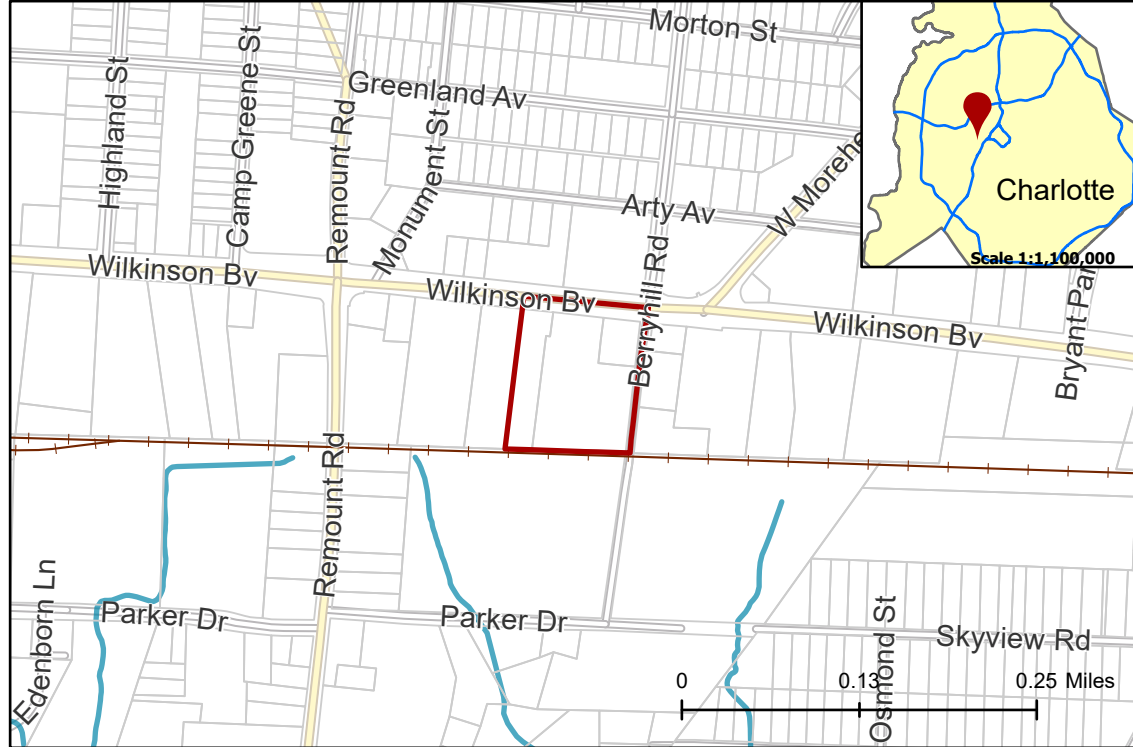 Morton St
Greenland Av
Highland St
Camp Greene St
Remount Rd
Monument St
Arty Av
W Morehe
Charlotte
Scale 1:1,100,000
Wilkinson Bv
Wilkinson Bv
Berryhill Rd
Wilkinson Bv
Bryant Par
Remount Rd
Edenborn Ln
Parker Dr
Parker Dr
Osmond St
Skyview Rd
0
0.13
0.25 Miles